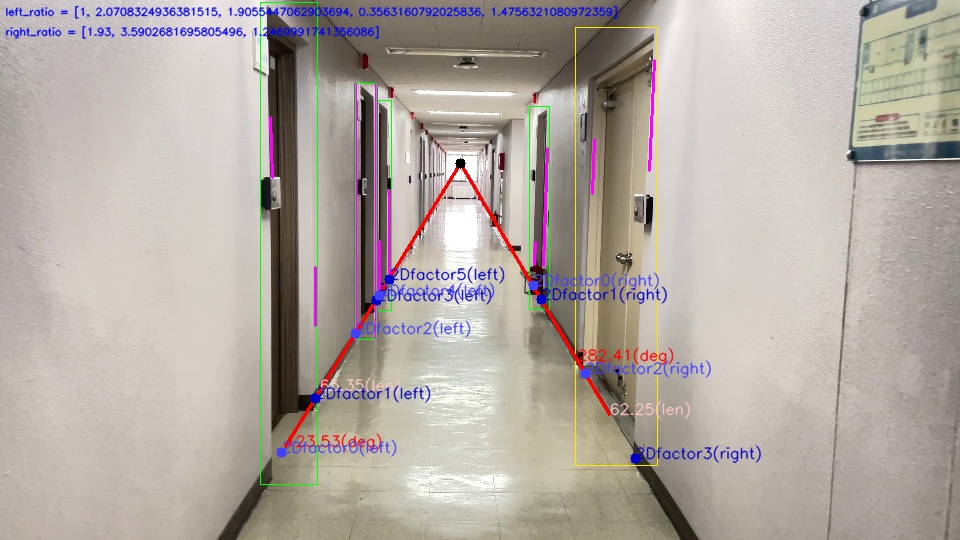 left_ratio = [1, 2.0708324936381515, 1.9055447062903694, 0.3563160792025836, 1.4756321080972359]
right_ratio = [1.93, 3.5902681695805496, 1.2469991741356086]
2Dfactor5(left)
2Dfactor0(right)
2Dfactor4(left)
2Dfactor3(left)
2Dfactor1(right)
2Dfactor2(left)
282.41(deg)
2Dfactor2(right)
2Dfactor1(left)
62.25(len)
123.53(deg)
2Dfactor0(left)
2Dfactor3(right)